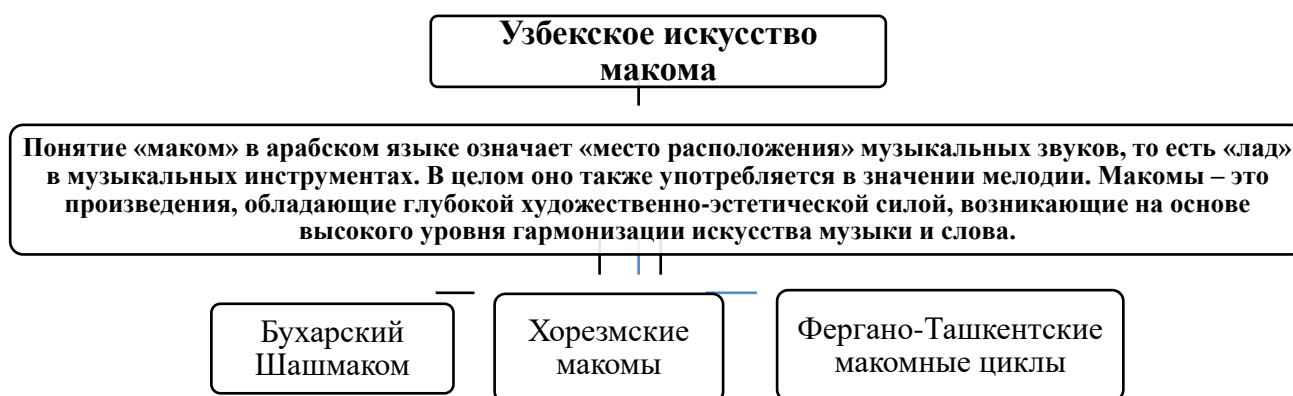 Узбекское искусство
макома
Понятие «маком» в арабском языке означает «место расположения» музыкальных звуков, то есть «лад»
в музыкальных инструментах. В целом оно также употребляется в значении мелодии. Макомы – это
произведения, обладающие глубокой художественно-эстетической силой, возникающие на основе
высокого уровня гармонизации искусства музыки и слова.
Бухарский
Шашмаком
Хорезмские
макомы
Фергано-Ташкентские
макомные циклы